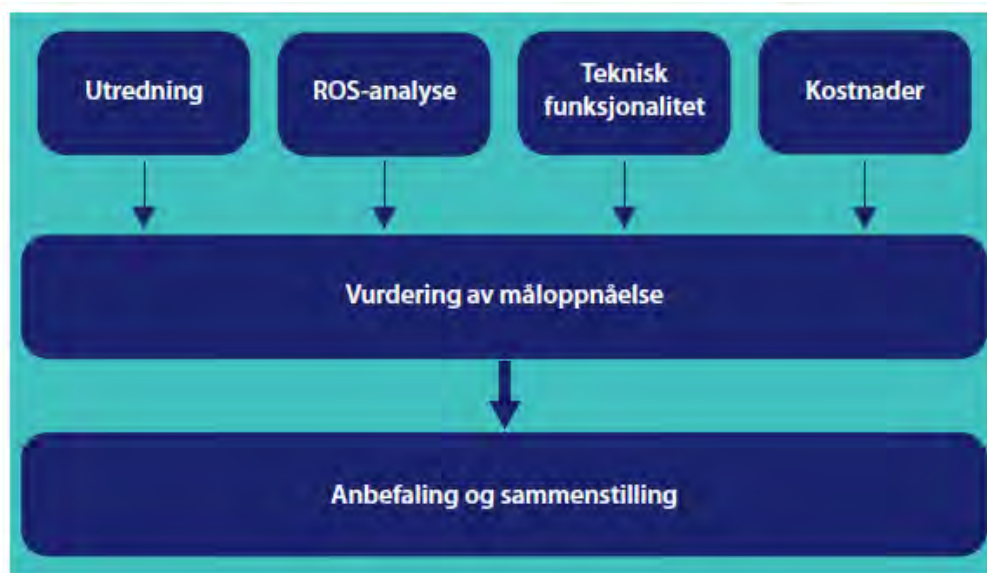 Utredning
ROS-analyse
Teknisk
funksjonalitet
Kostnader
Vurdering av måloppnåelse
Anbefaling og sammenstilling